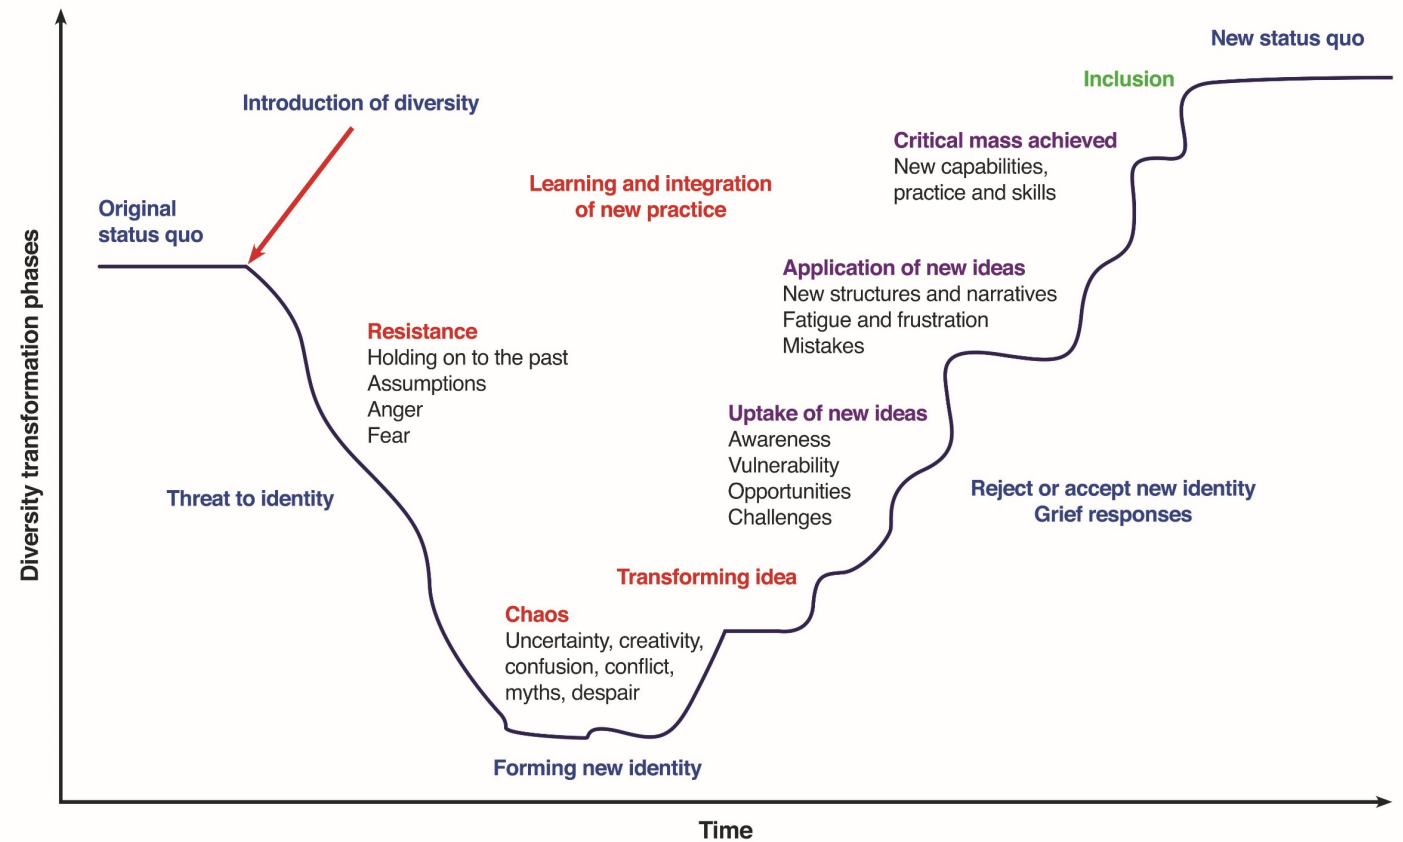 New status quo
Inclusion
Introduction of diversity
Critical mass achieved
New capabilities,
practice and skills
Learning and integration
of new practice
Original
status quo
Application of new ideas
New structures and narratives
Fatigue and frustration
Mistakes
Resistance
Holding on to the past
Assumptions
Anger
Fear
Uptake of new ideas
Awareness
Vulnerability
Opportunities
Challenges
Threat to identity
Reject or accept new identity
Grief responses
Transforming idea
Chaos
Uncertainty, creativity,
confusion, conflict,
myths, despair
Forming new identity
Diversity transformation phases
Time